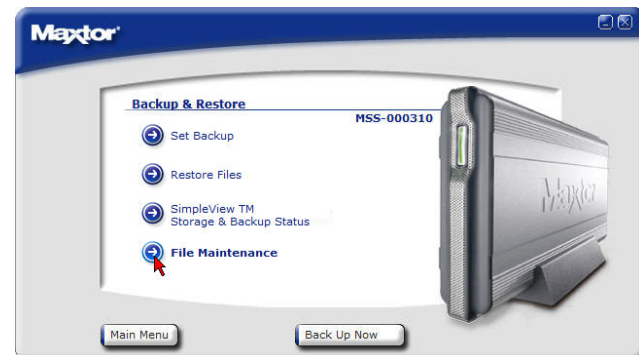 Maxtor
Backup & Restore
MSS-000310
Set Backup
Restore Files
SimpleView TM
Storage & Backup Status
File Maintenance
Maxtor
Main Menu
Back Up Now